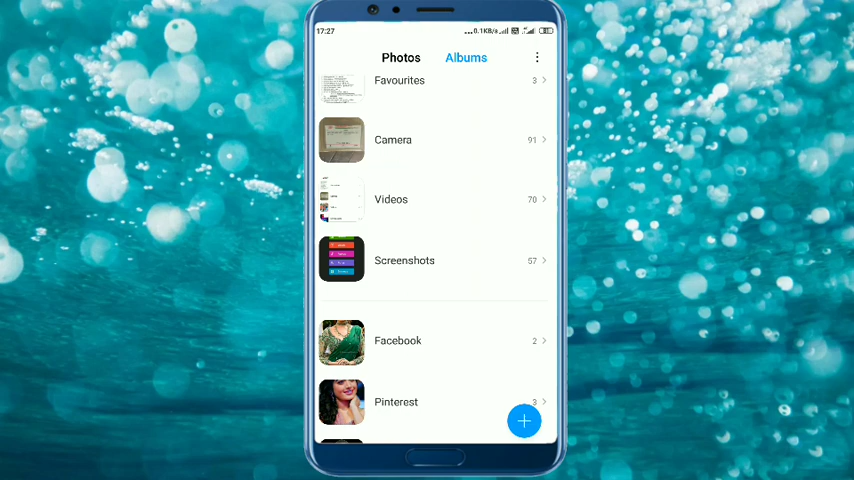 17:27
...0.1KB/s
Photos
Albums
Favourites
3
Camera
91
Videos
70
Screenshots
57
Facebook
2
Pinterest
3